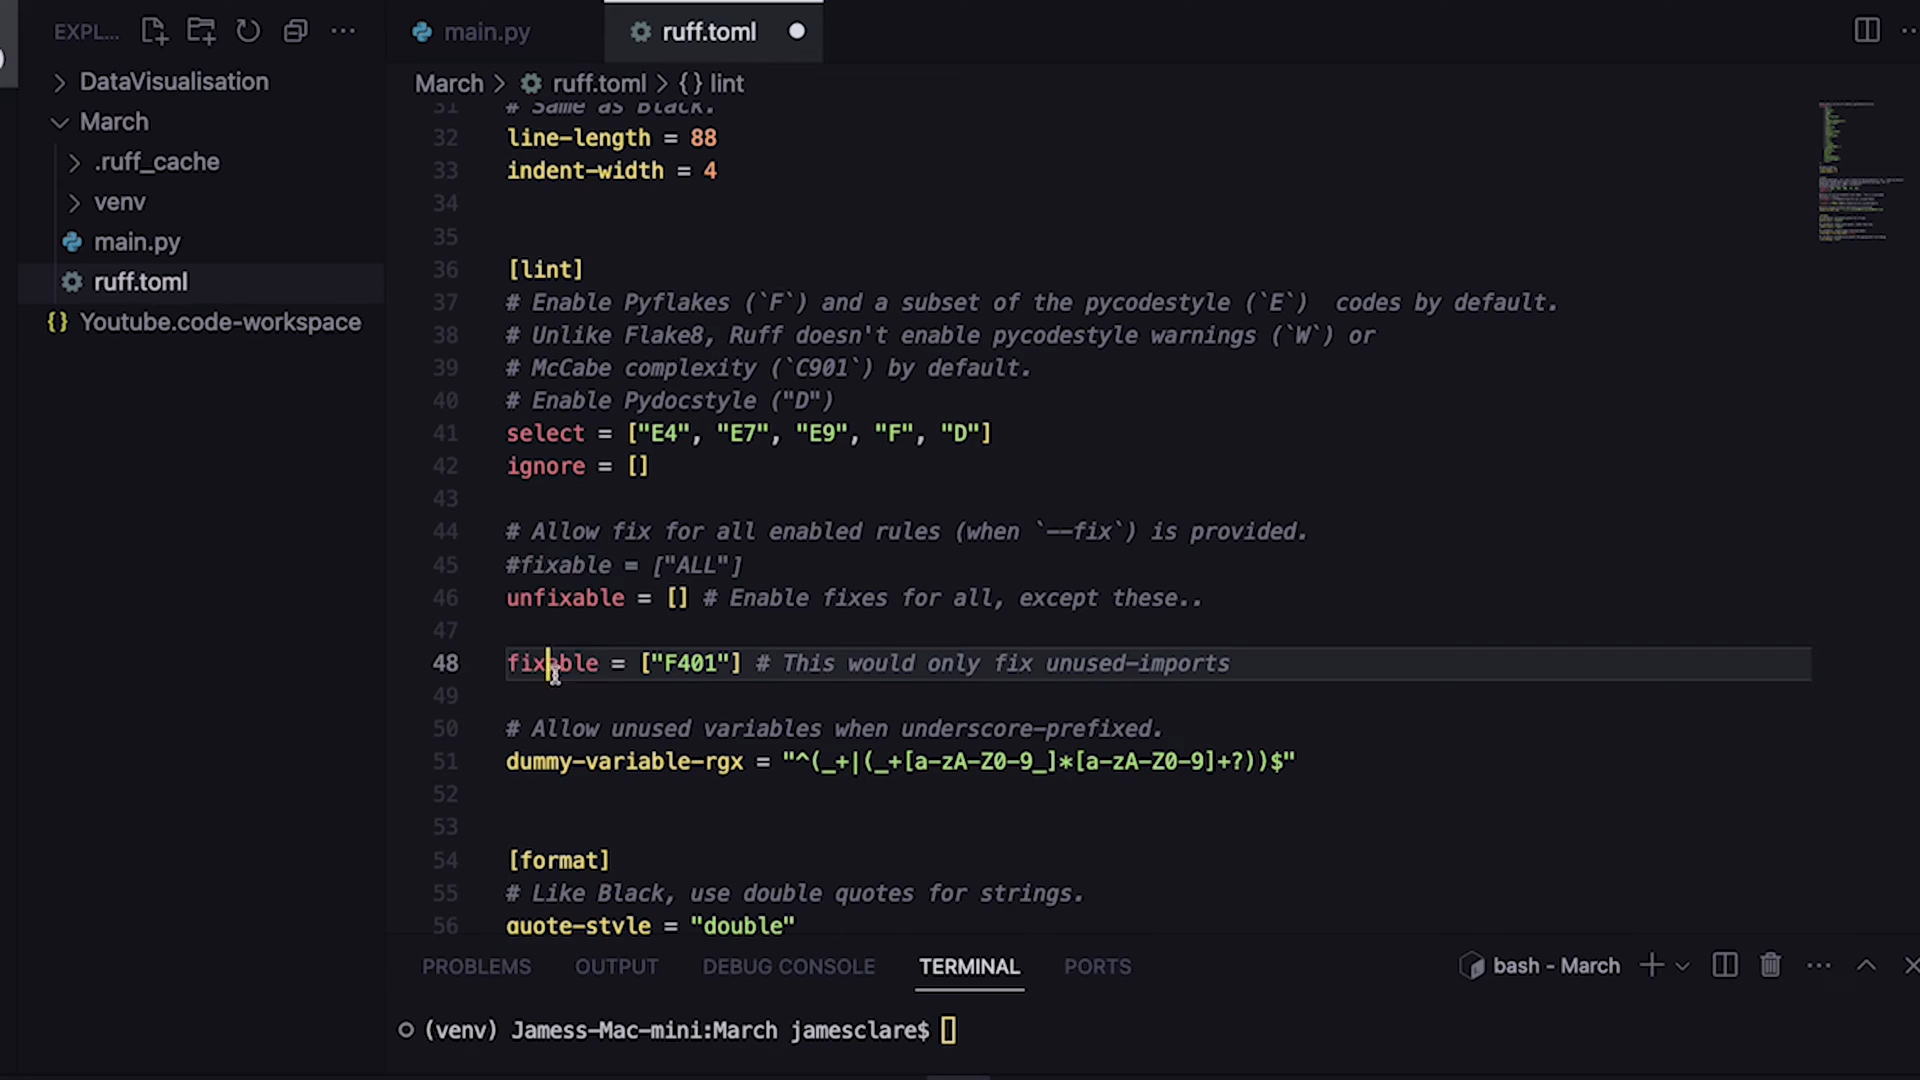 EXPL...
main.py
ruff.toml
DataVisualisation
March
.ruff_cache
venv
main.py
ruff.toml
{} Youtube.code-workspace
March > ruff.toml > {} lint
31 # Same as Black.
32 line-length = 88
33 indent-width = 4
34
35
36 [lint]
37 # Enable Pyflakes (`F`) and a subset of the pycodestyle (`E`)  codes by default.
38 # Unlike Flake8, Ruff doesn't enable pycodestyle warnings (`W`) or
39 # McCabe complexity (`C901`) by default.
40 # Enable Pydocstyle ("D")
41 select = ["E4", "E7", "E9", "F", "D"]
42 ignore = []
43
44 # Allow fix for all enabled rules (when `--fix`) is provided.
45 #fixable = ["ALL"]
46 unfixable = [] # Enable fixes for all, except these..
47
48 fixable = ["F401"] # This would only fix unused-imports
49
50 # Allow unused variables when underscore-prefixed.
51 dummy-variable-rgx = "^(_+|(_+[a-zA-Z0-9_]*[a-zA-Z0-9]+?))$"
52
53
54 [format]
55 # Like Black, use double quotes for strings.
56 quote-style = "double"
PROBLEMS OUTPUT DEBUG CONSOLE TERMINAL PORTS
bash - March
(venv) Jamess-Mac-mini:March jamesclare$